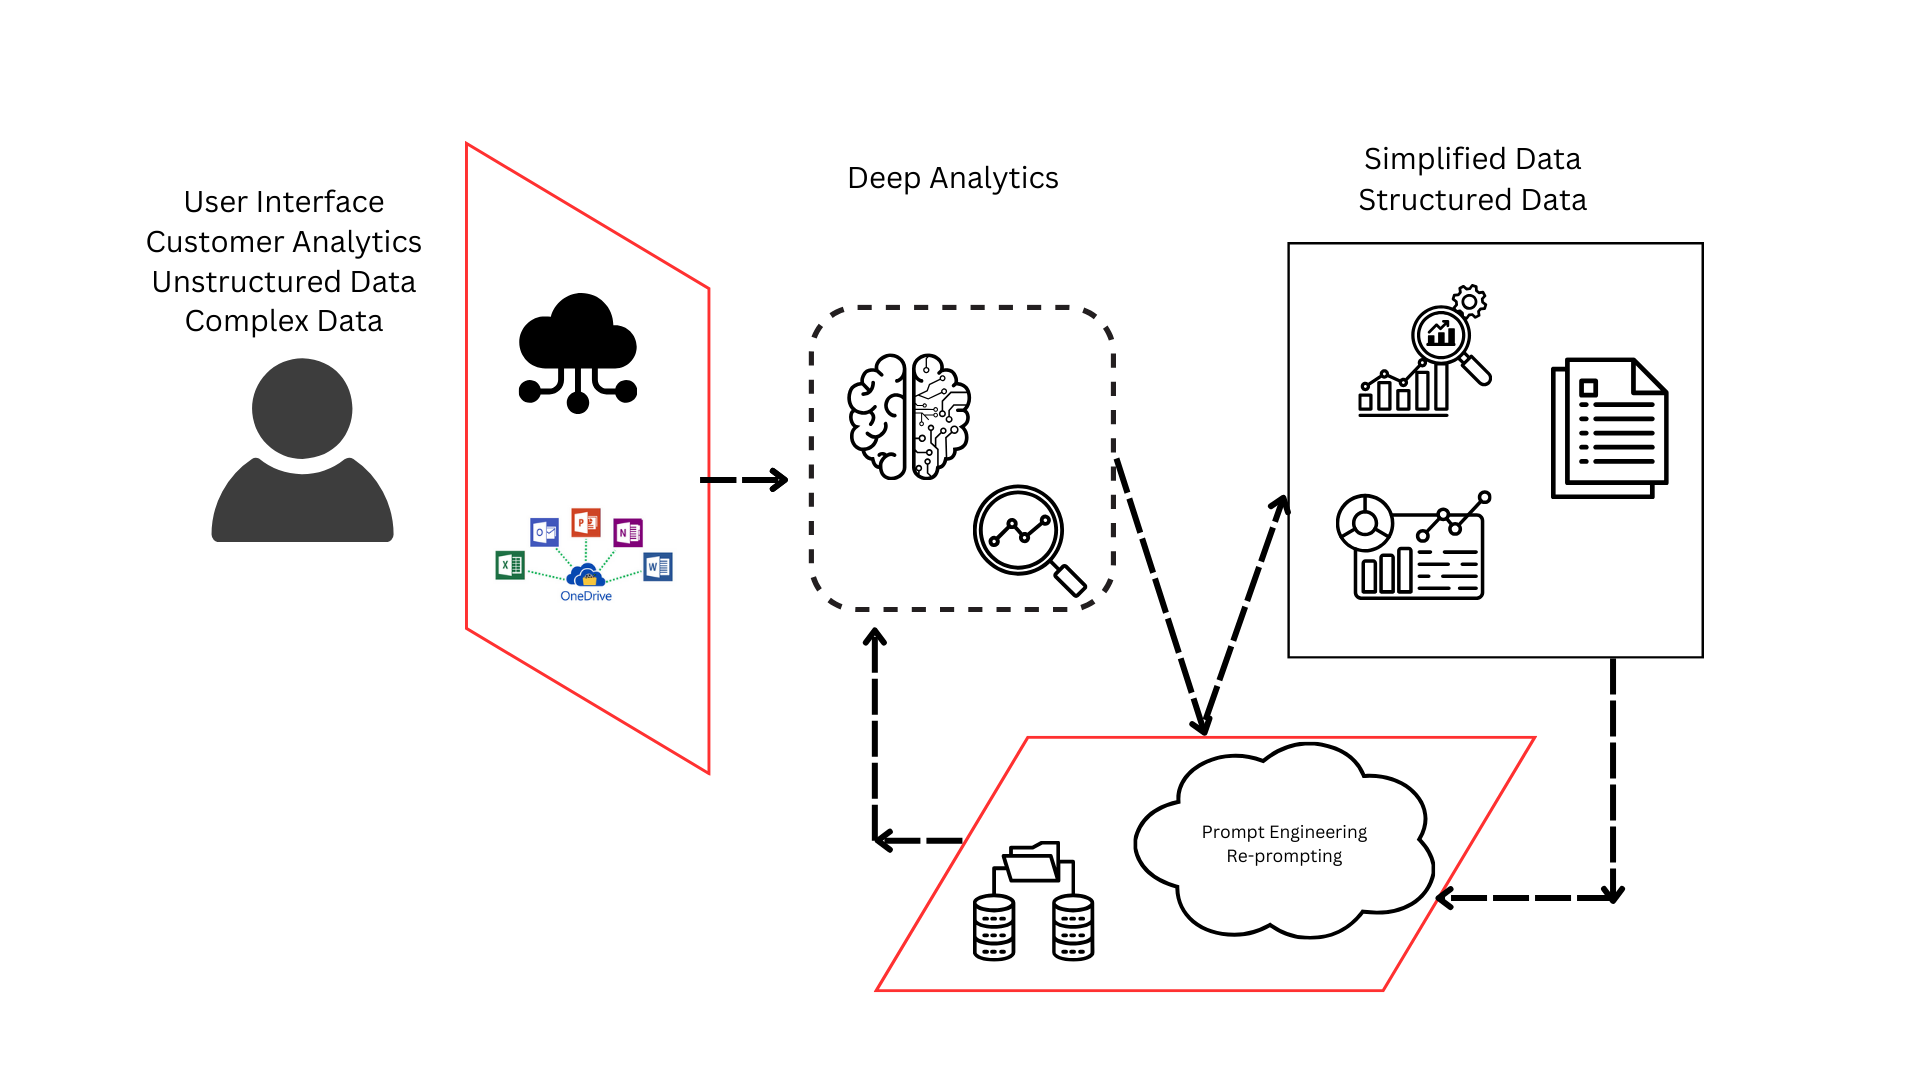 User Interface
Customer Analytics
Unstructured Data
Complex Data
Deep Analytics
Simplified Data
Structured Data
X
O
P
N
W
OneDrive
Prompt Engineering
Re-prompting